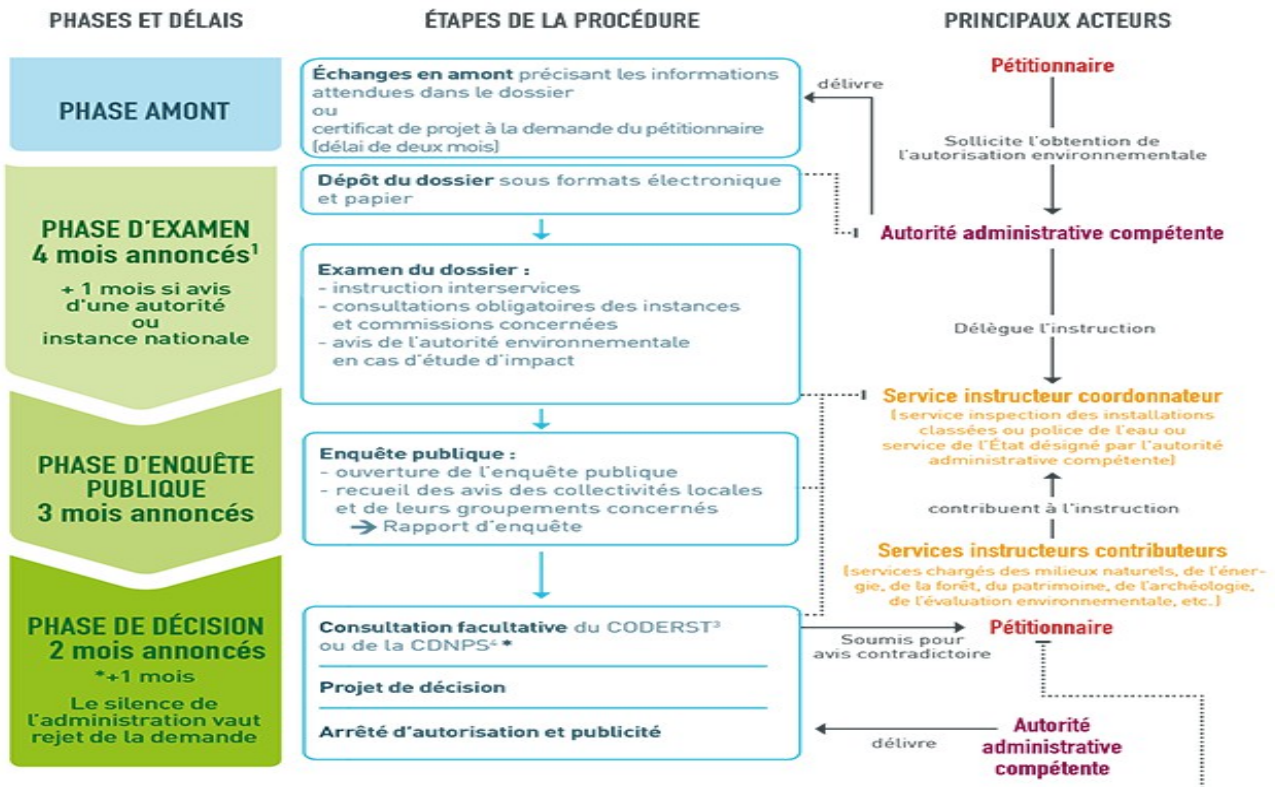 PHASES ET DÉLAIS
ÉTAPES DE LA PROCÉDURE
PRINCIPAUX ACTEURS
PHASE AMONT
Échanges en amont précisant les informations
attendues dans le dossier
ou
certificat de projet à la demande du pétitionnaire
(délai de deux mois)
délivre
Pétitionnaire
Sollicite l'obtention de
l'autorisation environnementale
PHASE D'EXAMEN
4 mois annoncés¹
+ 1 mois si avis
d'une autorité
ou
instance nationale
Dépôt du dossier sous formats électronique
et papier
Autorité administrative compétente
Examen du dossier :
- instruction interservices
- consultations obligatoires des instances
et commissions concernées
- avis de l'autorité environnementale
en cas d'étude d'impact
Délègue l'instruction
Service instructeur coordonnateur
(service inspection des installations
classées ou police de l'eau ou
service de l'État désigné par l'autorité
administrative compétente)
PHASE D'ENQUÊTE
PUBLIQUE
3 mois annoncés
Enquête publique :
- ouverture de l'enquête publique
- recueil des avis des collectivités locales
et de leurs groupements concernés
→ Rapport d'enquête
contribuent à l'instruction
Services instructeurs contributeurs
(services chargés des milieux naturels, de l'éner-
gie, de la forêt, du patrimoine, de l'archéologie,
de l'évaluation environnementale, etc.)
PHASE DE DÉCISION
2 mois annoncés
*+1 mois
Le silence de
l'administration vaut
rejet de la demande
Consultation facultative du CODERST³
ou de la CDNPS⁴ *
Projet de décision
Arrêté d'autorisation et publicité
Soumis pour
avis contradictoire
Pétitionnaire
délivre
Autorité
administrative
compétente